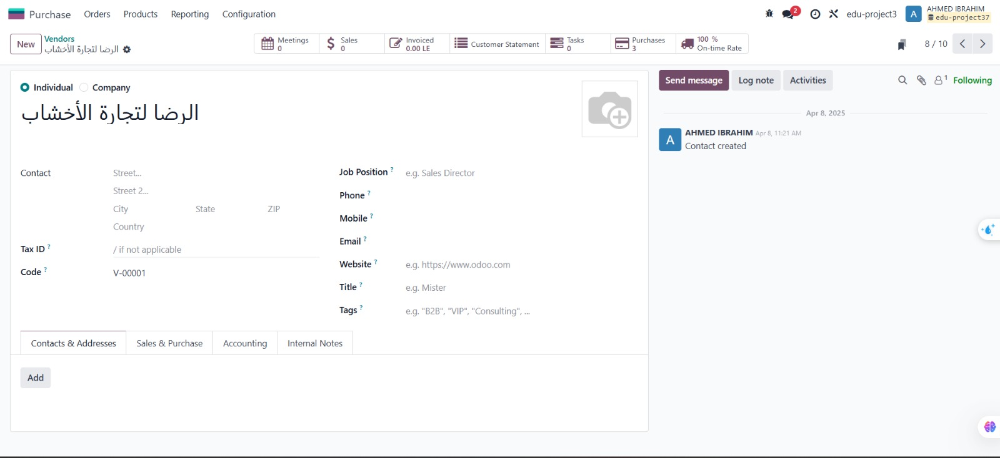 Purchase Orders Products Reporting Configuration
2 edu-project3 A AHMED IBRAHIM
edu-project37
New Vendors
الرضا لتجارة الأخشاب
Meetings 0
Sales 0
Invoiced 0.00 LE
Customer Statement
Tasks 0
Purchases 3
100 % On-time Rate
8 / 10
Individual Company
الرضا لتجارة الأخشاب
Contact Street...
Street 2...
City State ZIP
Country
Tax ID ? / if not applicable
Code ? V-00001
Job Position ? e.g. Sales Director
Phone ?
Mobile ?
Email ?
Website ? e.g. https://www.odoo.com
Title ? e.g. Mister
Tags ? e.g. "B2B", "VIP", "Consulting", ...
Contacts & Addresses Sales & Purchase Accounting Internal Notes
Add
Send message Log note Activities 1 Following
Apr 8, 2025
A AHMED IBRAHIM Apr 8, 11:21 AM
Contact created